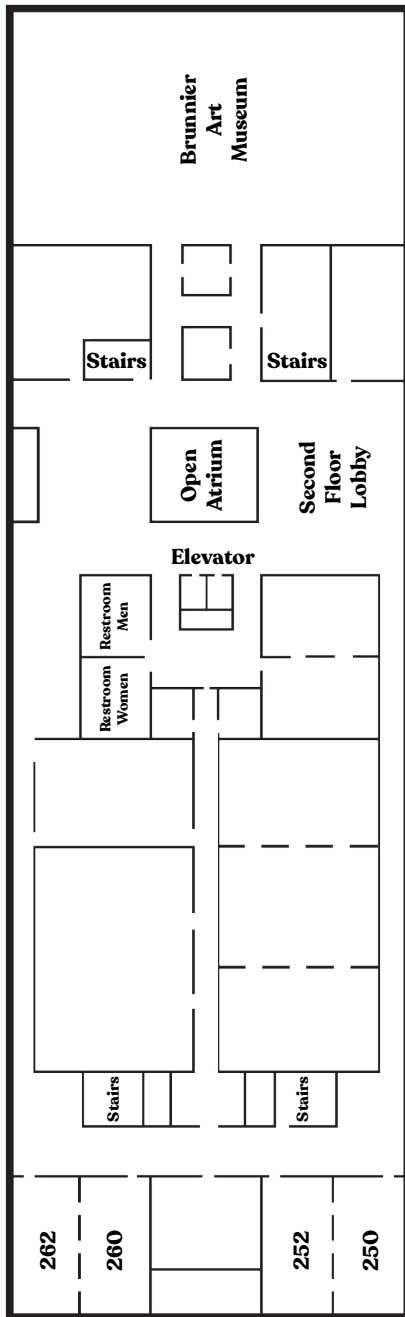 Brunnier
Art
Museum
Stairs
Stairs
Open
Atrium
Second
Floor
Lobby
Elevator
Restroom
Men
Restroom
Women
Stairs
Stairs
262
260
252
250